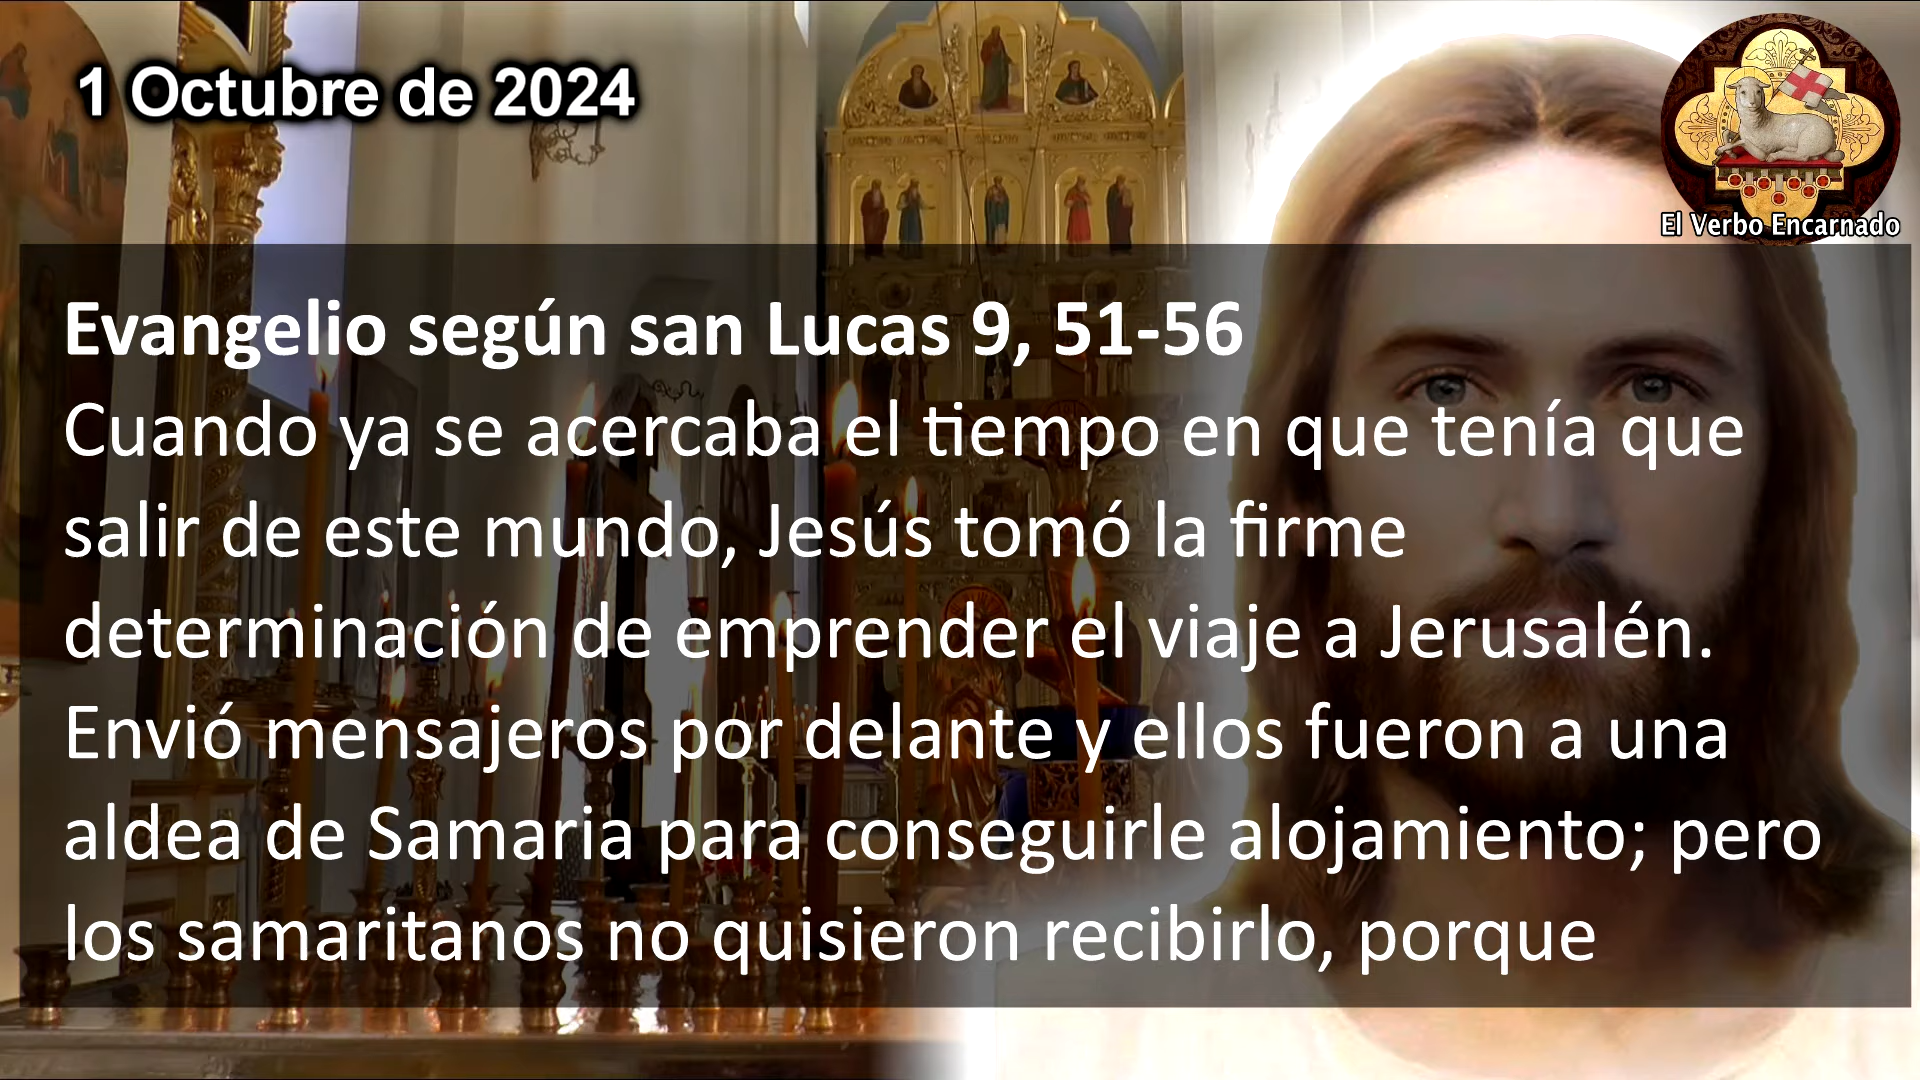 1 Octubre de 2024
El Verbo Encarnado
Evangelio según san Lucas 9, 51-56
Cuando ya se acercaba el tiempo en que tenía que
salir de este mundo, Jesús tomó la firme
determinación de emprender el viaje a Jerusalén.
Envió mensajeros por delante y ellos fueron a una
aldea de Samaria para conseguirle alojamiento; pero
los samaritanos no quisieron recibirlo, porque